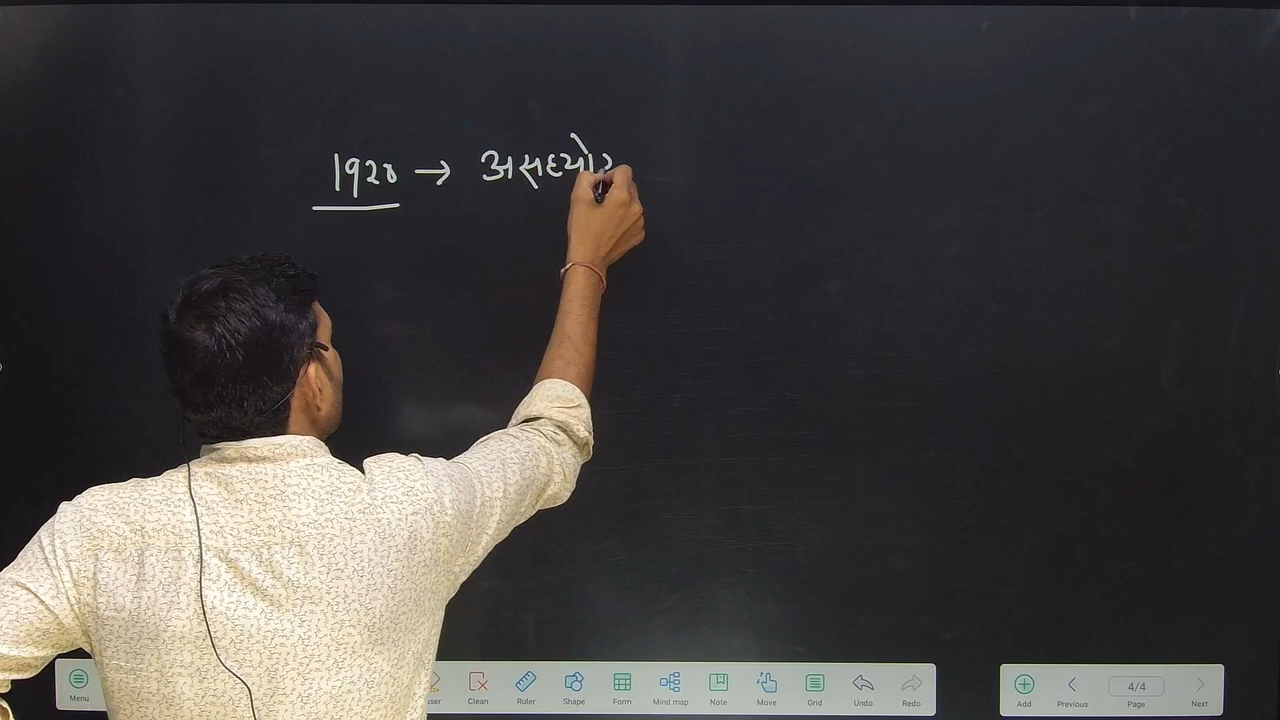 1920 → અસહયો
4/4
Menu Clean Ruler Shape Form Mind map Note Move Grid Undo Redo Add Previous Page Next